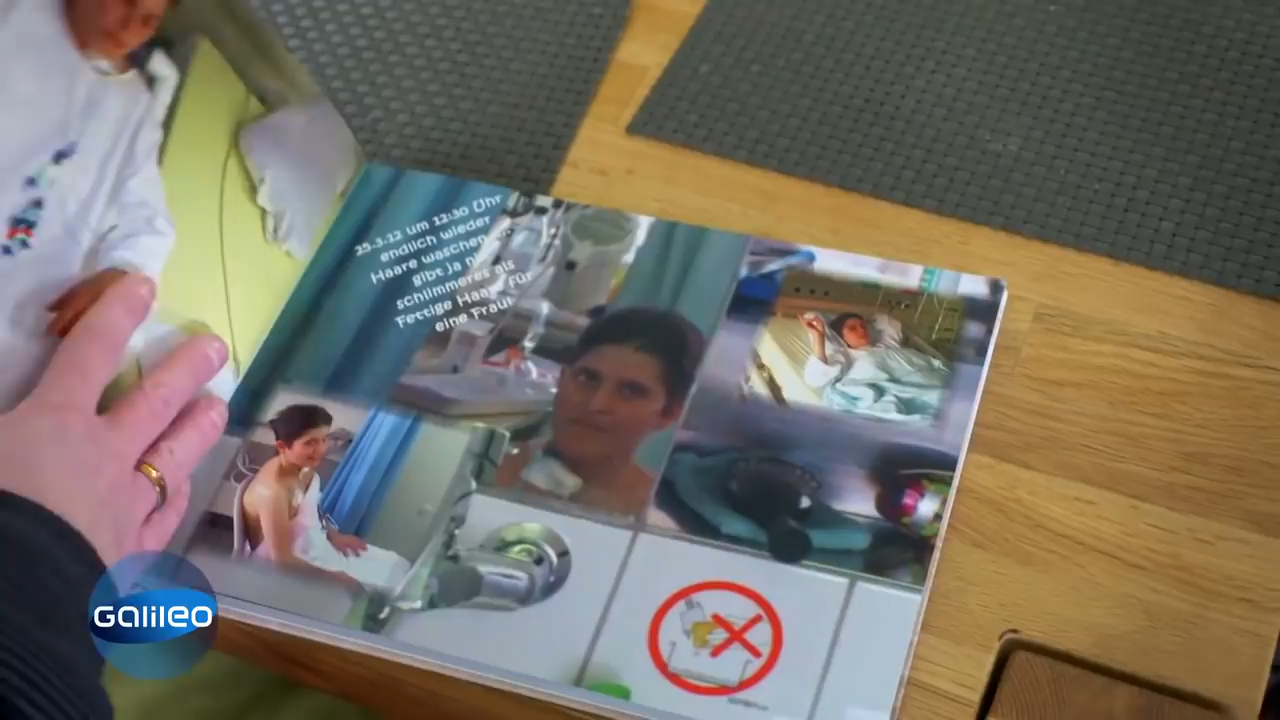 25.3.12 um 12:30 Uhr
endlich wieder
Haare waschen
gibt ja
schlimmeres als
Fettige Haare für
eine Frau!
GALILEO